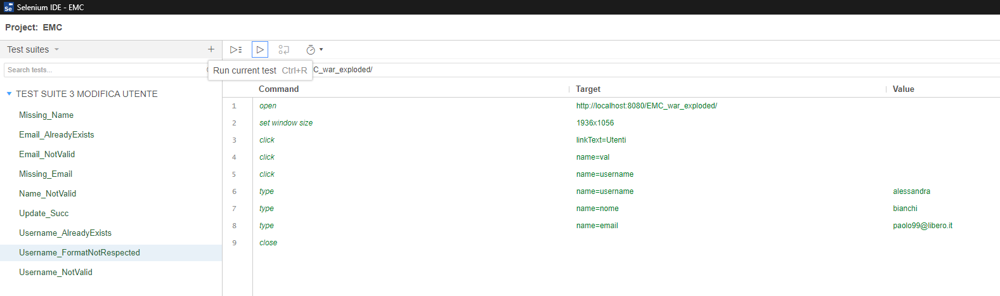 Se Selenium IDE - EMC
Project: EMC
Test suites +
Search tests...
Run current test Ctrl+R
C_war_exploded/
TEST SUITE 3 MODIFICA UTENTE
Missing_Name
Email_AlreadyExists
Email_NotValid
Missing_Email
Name_NotValid
Update_Succ
Username_AlreadyExists
Username_FormatNotRespected
Username_NotValid
Command Target Value
1 open http://localhost:8080/EMC_war_exploded/
2 set window size 1936x1056
3 click linkText=Utenti
4 click name=val
5 click name=username
6 type name=username alessandra
7 type name=nome bianchi
8 type name=email paolo99@libero.it
9 close